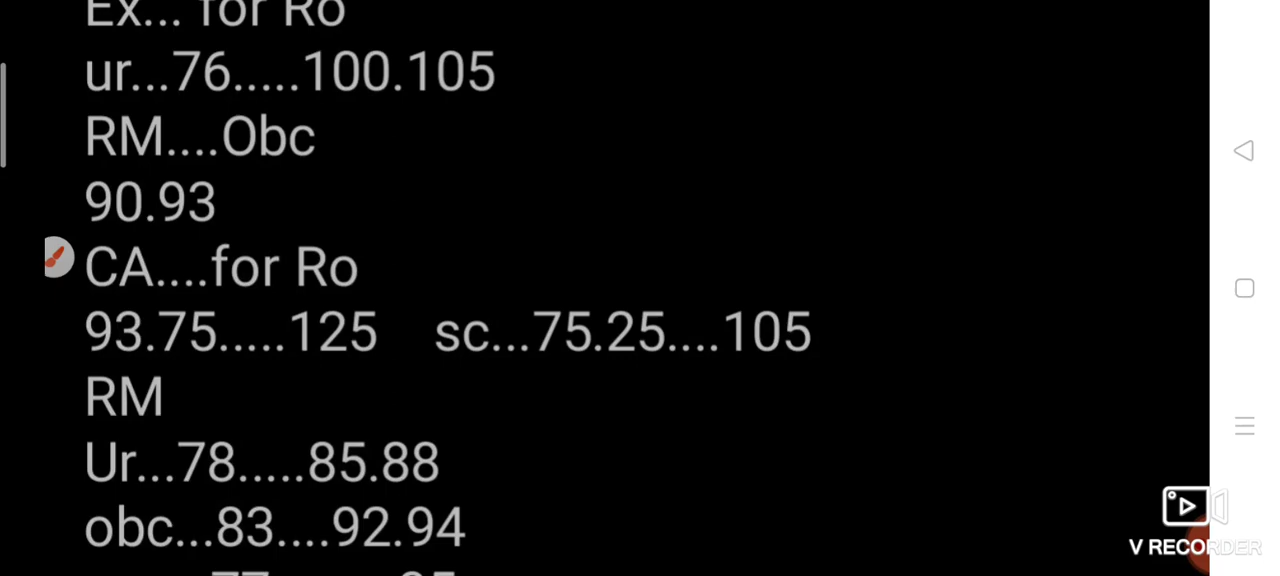 Ex... for Ro
ur...76.....100.105
RM....Obc
90.93
CA....for Ro
93.75.....125 sc...75.25....105
RM
Ur...78.....85.88
obc...83....92.94
V RECORDER